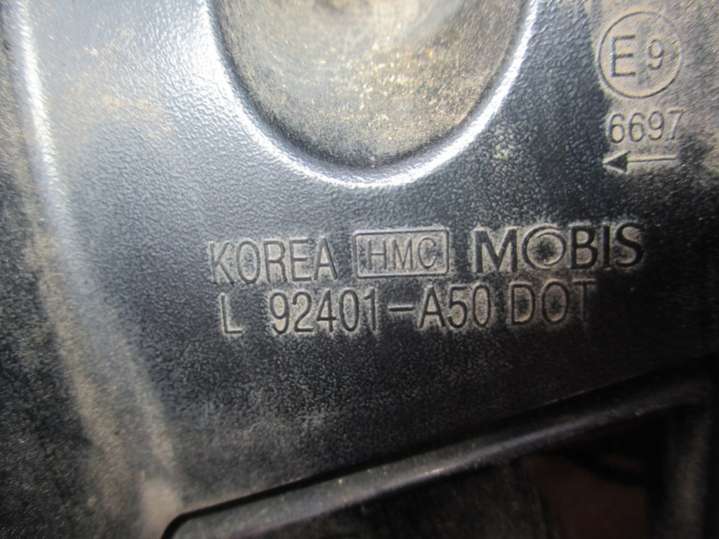 E9
6697
KOREA HMC MOBIS
L 92401-A50 DOT